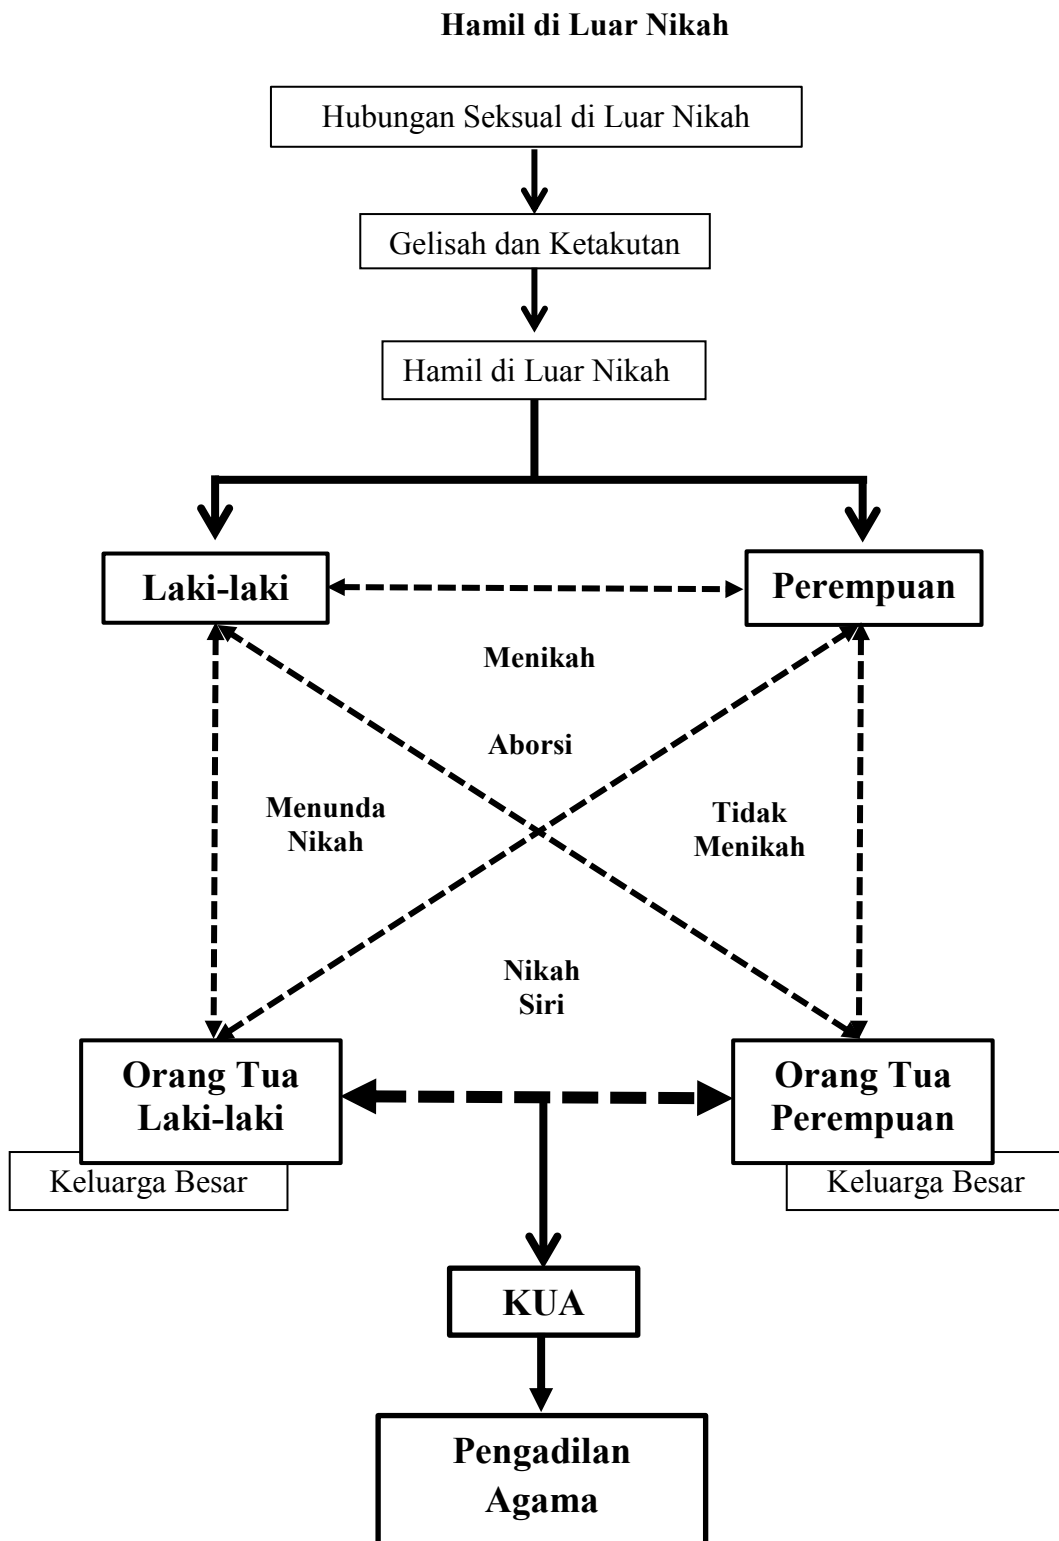 Hamil di Luar Nikah
Hubungan Seksual di Luar Nikah
Gelisah dan Ketakutan
Hamil di Luar Nikah
Laki-laki
Perempuan
Menikah
Aborsi
Menunda
Nikah
Tidak
Menikah
Nikah
Siri
Orang Tua
Laki-laki
Orang Tua
Perempuan
Keluarga Besar
Keluarga Besar
KUA
Pengadilan
Agama